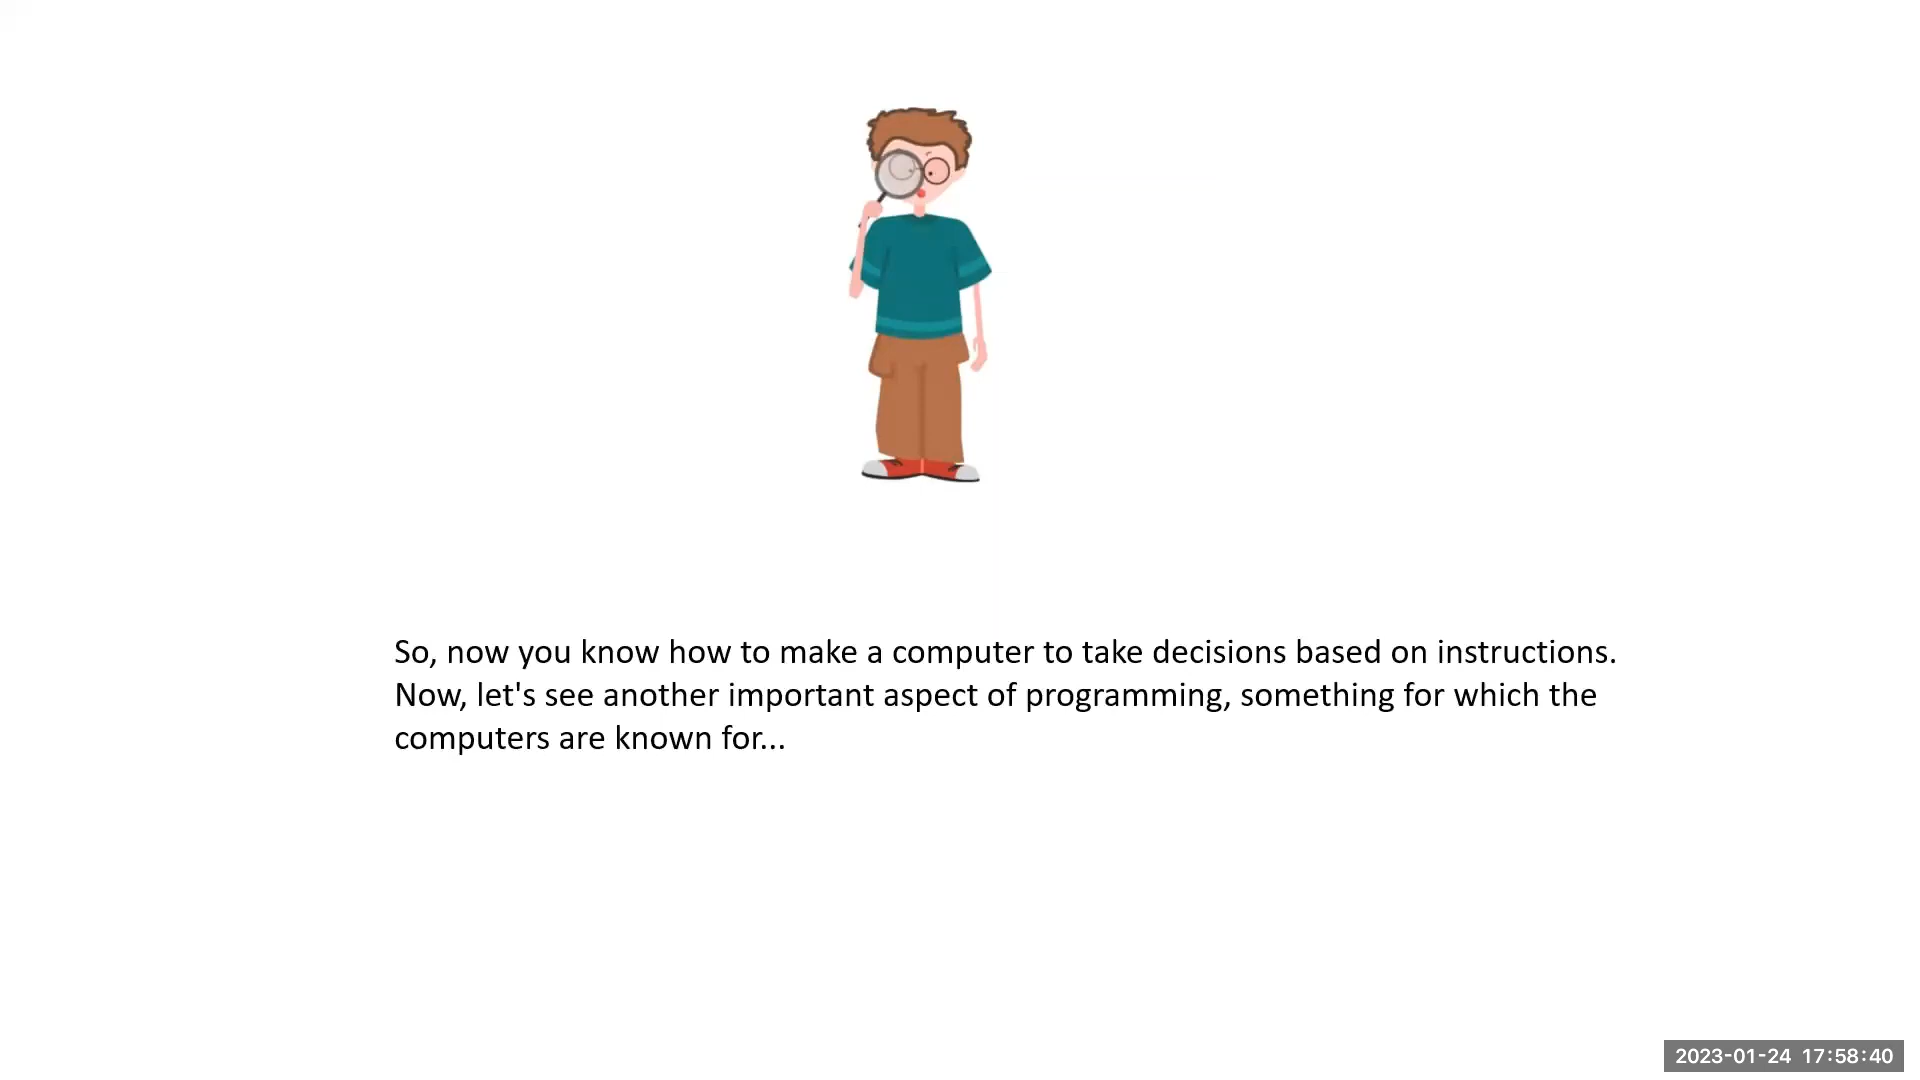 So, now you know how to make a computer to take decisions based on instructions.
Now, let's see another important aspect of programming, something for which the
computers are known for...
2023-01-24 17:58:40